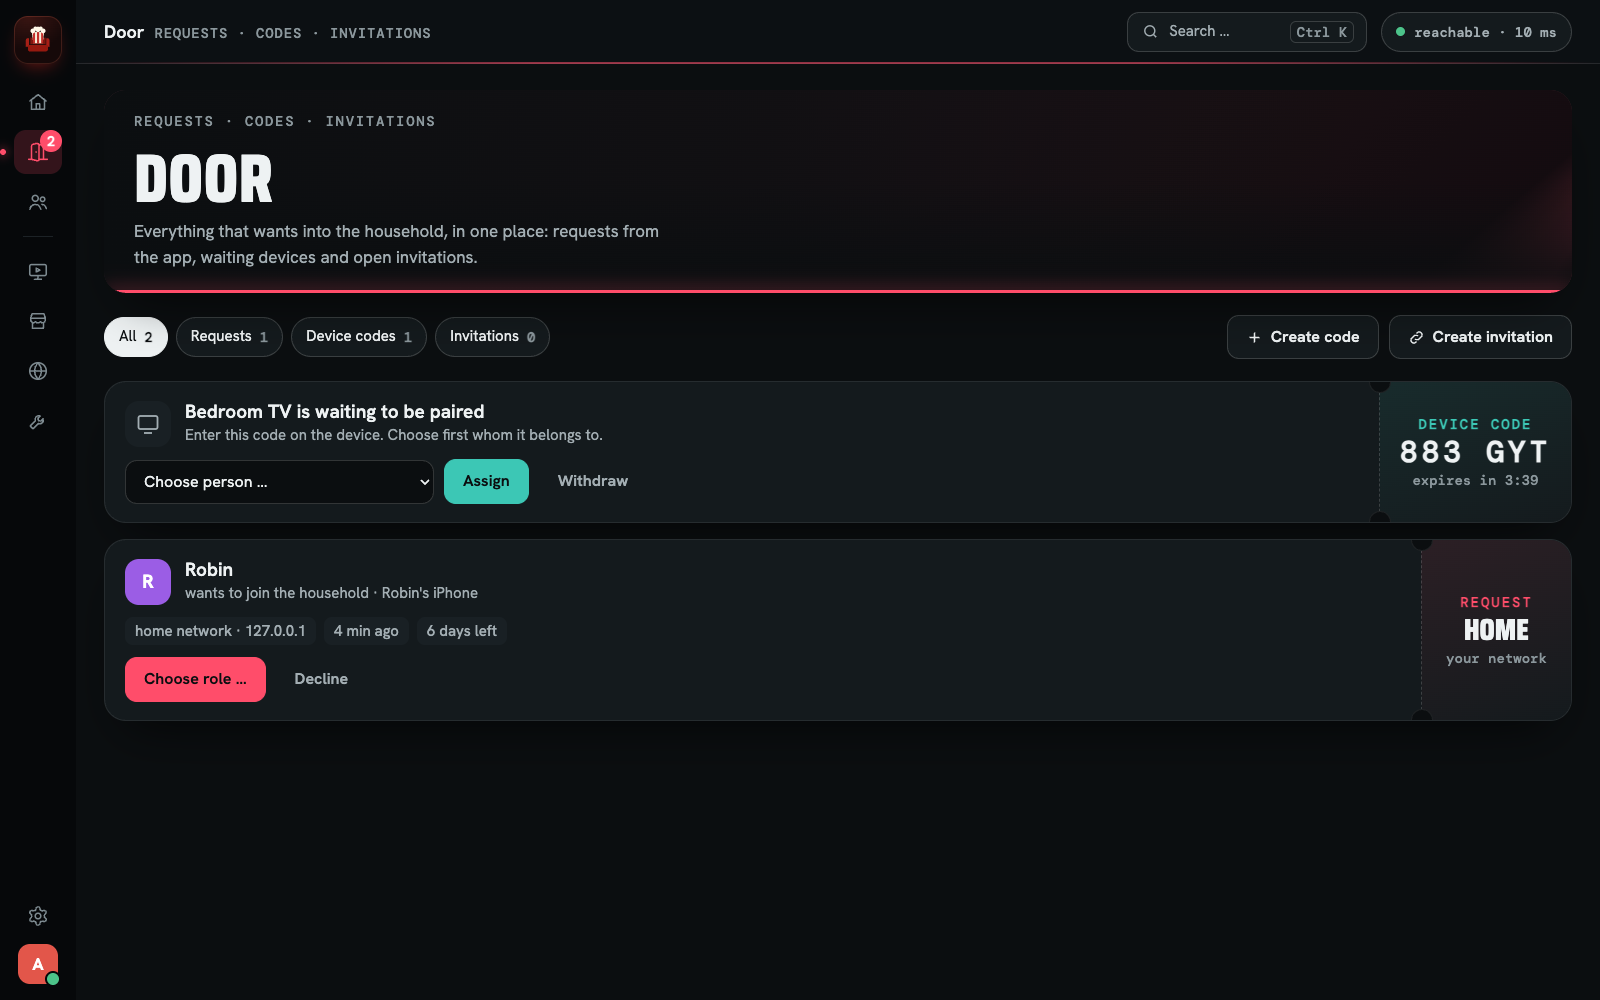 Door REQUESTS · CODES · INVITATIONS
Search ... Ctrl K
reachable · 10 ms
2
REQUESTS · CODES · INVITATIONS
DOOR
Everything that wants into the household, in one place: requests from
the app, waiting devices and open invitations.
All 2
Requests 1
Device codes 1
Invitations 0
+ Create code
Create invitation
Bedroom TV is waiting to be paired
Enter this code on the device. Choose first whom it belongs to.
Choose person ...
Assign
Withdraw
DEVICE CODE
883 GYT
expires in 3:39
R
Robin
wants to join the household · Robin's iPhone
home network · 127.0.0.1
4 min ago
6 days left
Choose role ...
Decline
REQUEST
HOME
your network
A